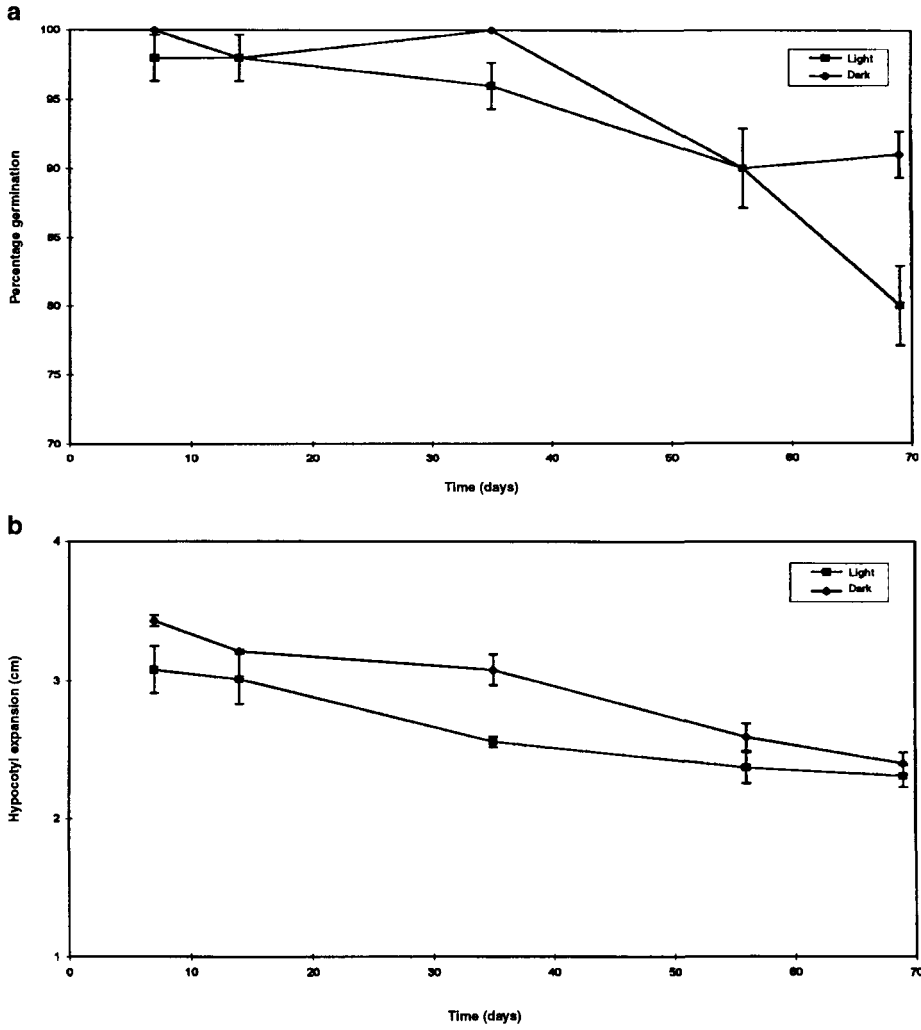 a
100
95
90
85
80
75
70
Percentage germination
Light
Dark
0 10 20 30 40 50 60 70
Time (days)
b
4
3
2
1
Hypocotyl expansion (cm)
Light
Dark
0 10 20 30 40 50 60 70
Time (days)